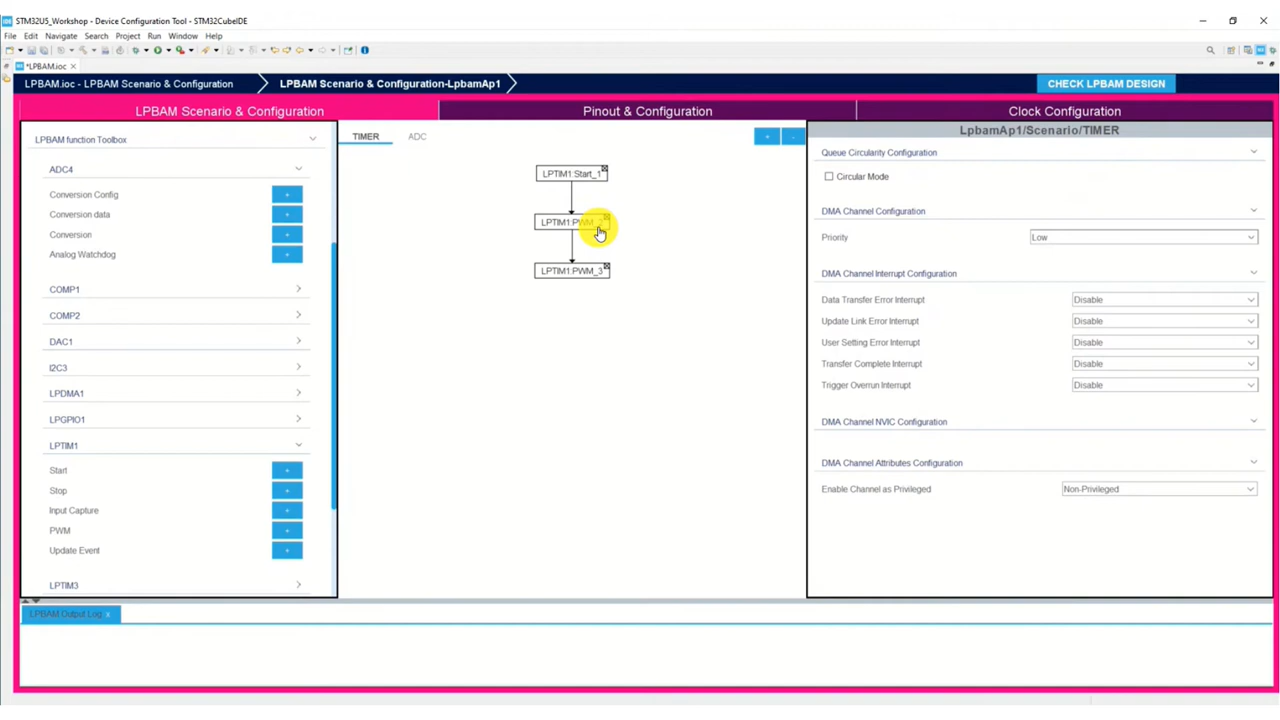 STM32U5_Workshop - Device Configuration Tool - STM32CubeIDE
File Edit Navigate Search Project Run Window Help
*LPBAM.ioc
LPBAM.ioc - LPBAM Scenario & Configuration
LPBAM Scenario & Configuration-LpbamAp1
CHECK LPBAM DESIGN
LPBAM Scenario & Configuration
Pinout & Configuration
Clock Configuration
LPBAM function Toolbox
ADC4
Conversion Config
+
Conversion data
+
Conversion
+
Analog Watchdog
+
COMP1
COMP2
DAC1
I2C3
LPDMA1
LPGPIO1
LPTIM1
Start
+
Stop
+
Input Capture
+
PWM
+
Update Event
+
LPTIM3
TIMER
ADC
+
-
LPTIM1:Start_1
LPTIM1:PWM_2
LPTIM1:PWM_3
LpbamAp1/Scenario/TIMER
Queue Circularity Configuration
Circular Mode
DMA Channel Configuration
Priority
Low
DMA Channel Interrupt Configuration
Data Transfer Error Interrupt
Disable
Update Link Error Interrupt
Disable
User Setting Error Interrupt
Disable
Transfer Complete Interrupt
Disable
Trigger Overrun Interrupt
Disable
DMA Channel NVIC Configuration
DMA Channel Attributes Configuration
Enable Channel as Privileged
Non-Privileged
LPBAM Output Log